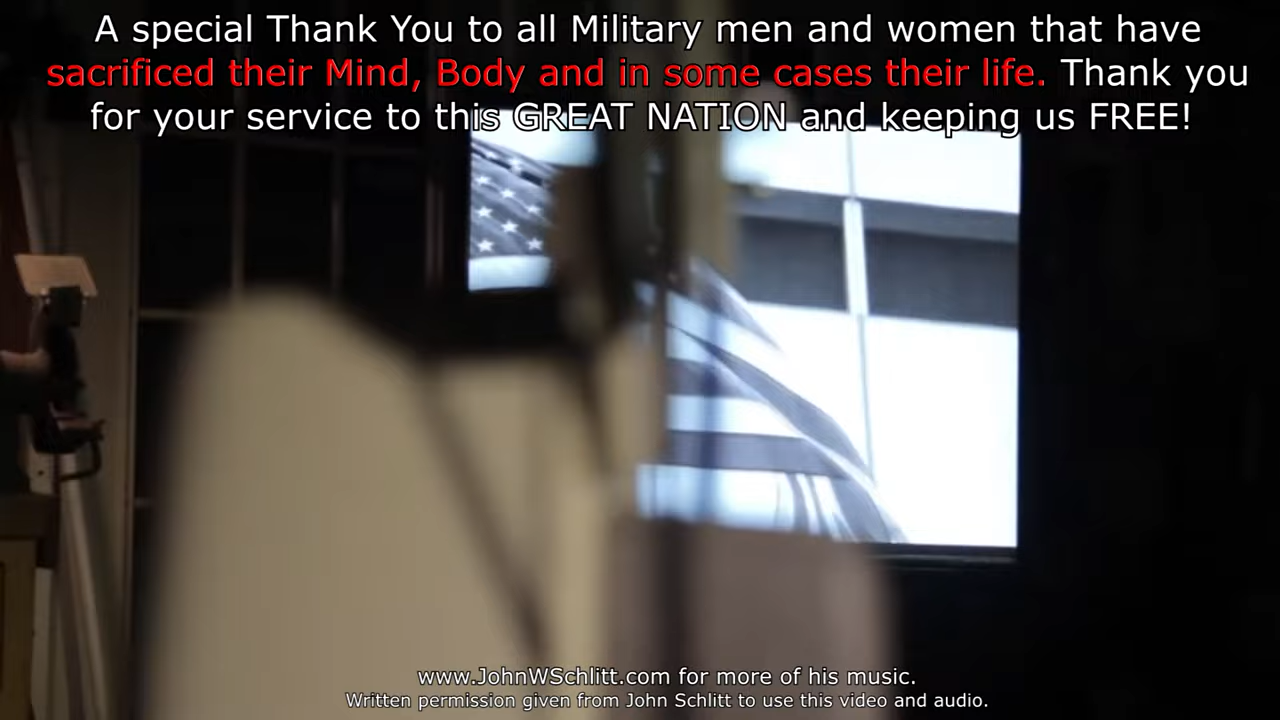 A special Thank You to all Military men and women that have
sacrificed their Mind, Body and in some cases their life. Thank you
for your service to this GREAT NATION and keeping us FREE!
www.JohnWSchlitt.com for more of his music.
Written permission given from John Schlitt to use this video and audio.